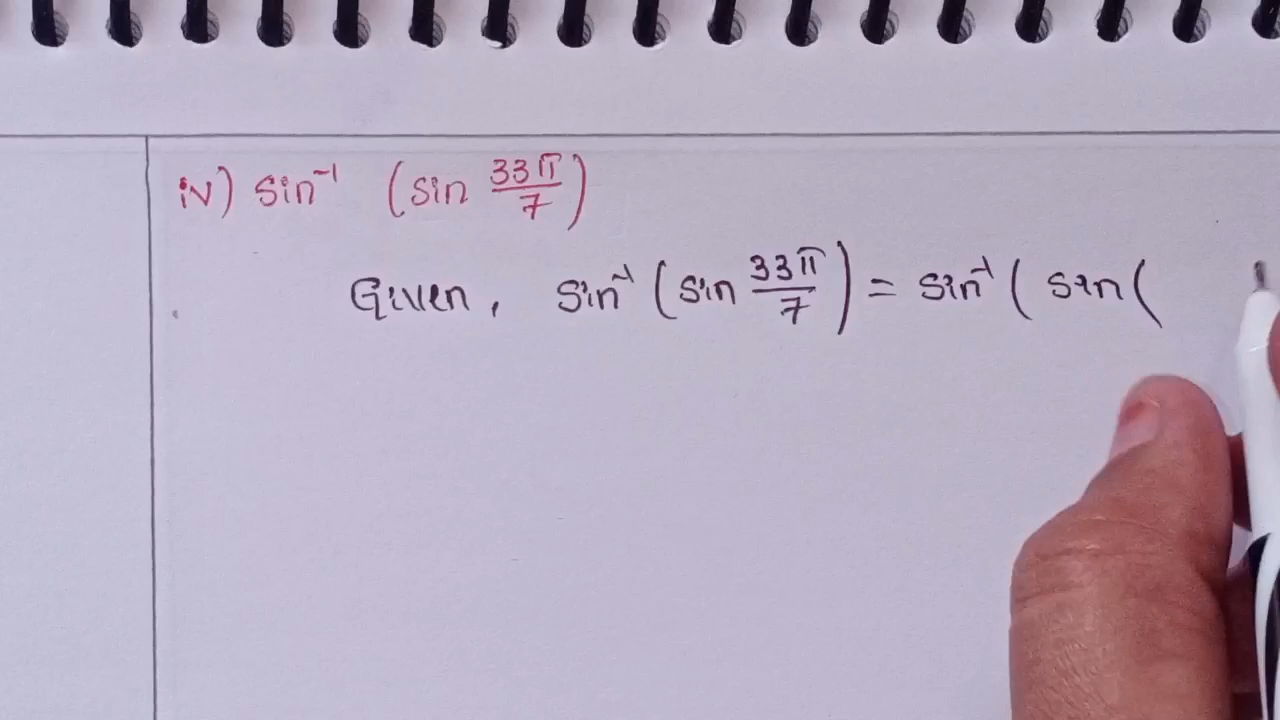 iv) sin⁻¹ (sin 33π/7)
Given, sin⁻¹ (sin 33π/7) = sin⁻¹ ( sin (